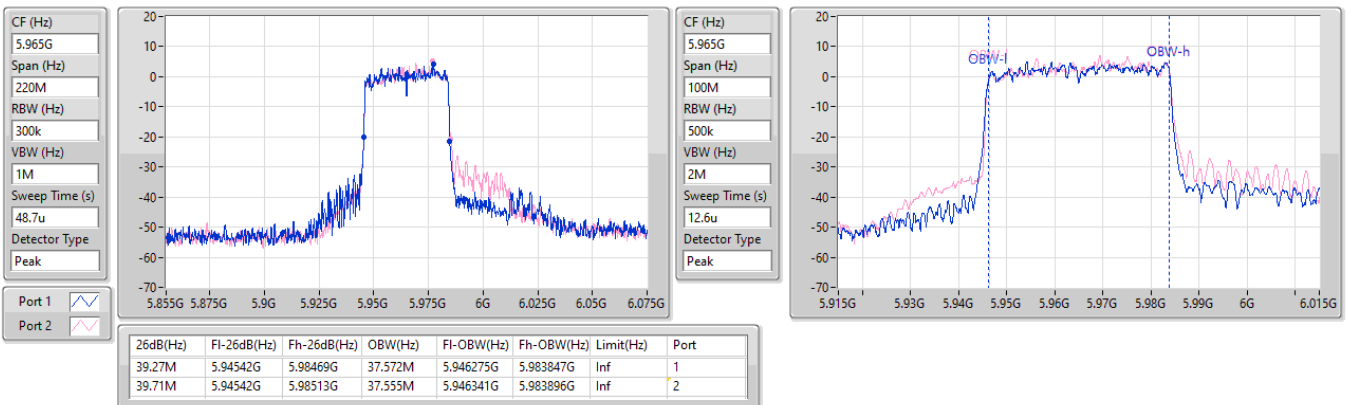 CF (Hz)
5.965G
Span (Hz)
220M
RBW (Hz)
300k
VBW (Hz)
1M
Sweep Time (s)
48.7u
Detector Type
Peak
Port 1
Port 2
20
10
0
-10
-20
-30
-40
-50
-60
-70
5.855G 5.875G 5.9G 5.925G 5.95G 5.975G 6G 6.025G 6.05G 6.075G
CF (Hz)
5.965G
Span (Hz)
100M
RBW (Hz)
500k
VBW (Hz)
2M
Sweep Time (s)
12.6u
Detector Type
Peak
20
10
0
-10
-20
-30
-40
-50
-60
-70
OBW-l
OBW-h
5.915G 5.93G 5.94G 5.95G 5.96G 5.97G 5.98G 5.99G 6G 6.015G
26dB(Hz) Fl-26dB(Hz) Fh-26dB(Hz) OBW(Hz) Fl-OBW(Hz) Fh-OBW(Hz) Limit(Hz) Port
39.27M 5.94542G 5.98469G 37.572M 5.946275G 5.983847G Inf 1
39.71M 5.94542G 5.98513G 37.555M 5.946341G 5.983896G Inf 2